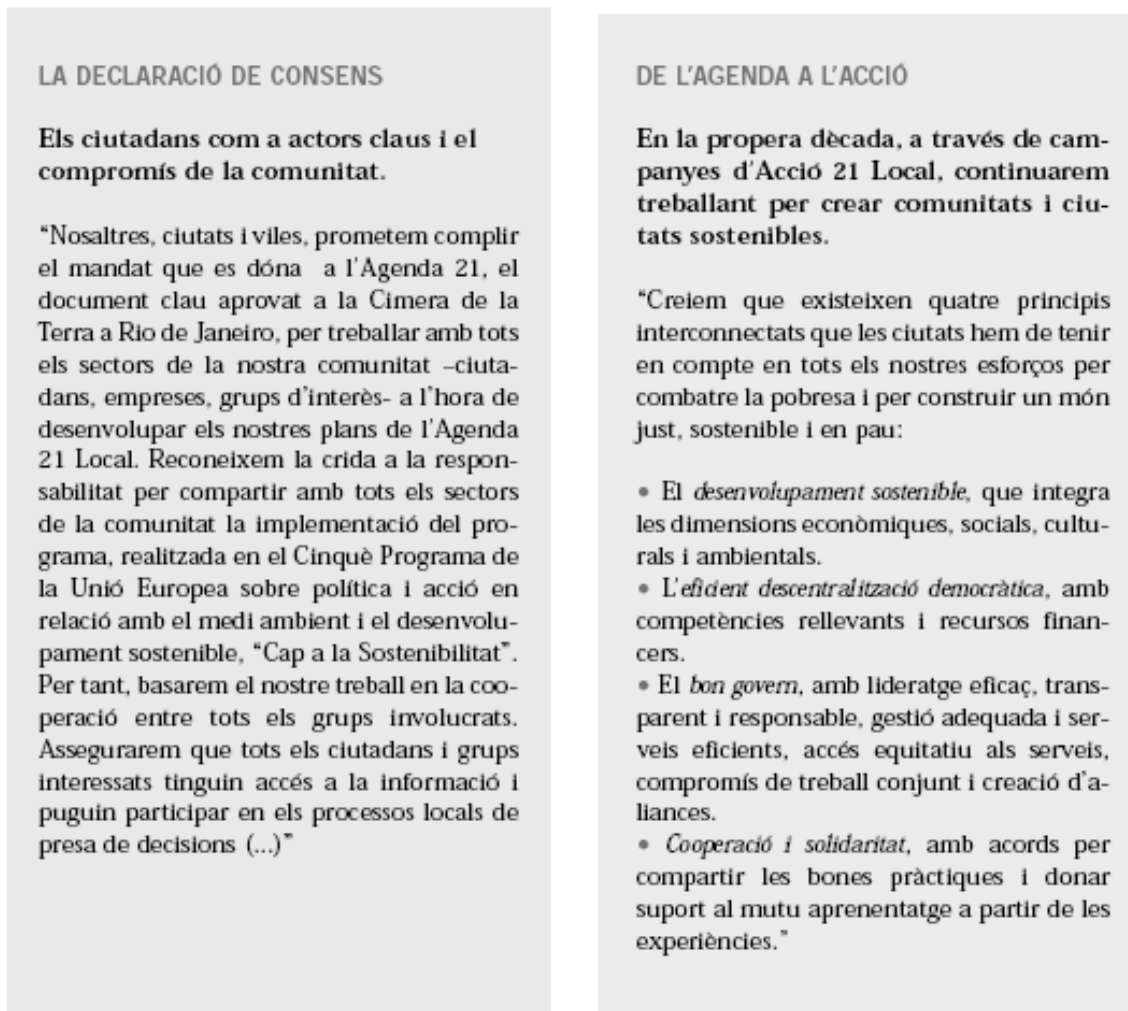 LA DECLARACIÓ DE CONSENS
Els ciutadans com a actors claus i el
compromís de la comunitat.
“Nosaltres, ciutats i viles, prometem complir
el mandat que es dóna a l’Agenda 21, el
document clau aprovat a la Cimera de la
Terra a Rio de Janeiro, per treballar amb tots
els sectors de la nostra comunitat –ciuta-
dans, empreses, grups d’interès- a l’hora de
desenvolupar els nostres plans de l’Agenda
21 Local. Reconeixem la crida a la respon-
sabilitat per compartir amb tots els sectors
de la comunitat la implementació del pro-
grama, realitzada en el Cinquè Programa de
la Unió Europea sobre política i acció en
relació amb el medi ambient i el desenvolu-
pament sostenible, “Cap a la Sostenibilitat”.
Per tant, basarem el nostre treball en la coo-
peració entre tots els grups involucrats.
Assegurarem que tots els ciutadans i grups
interessats tinguin accés a la informació i
puguin participar en els processos locals de
presa de decisions (...)”
DE L’AGENDA A L’ACCIÓ
En la propera dècada, a través de cam-
panyes d’Acció 21 Local, continuarem
treballant per crear comunitats i ciu-
tats sostenibles.
“Creiem que existeixen quatre principis
interconnectats que les ciutats hem de tenir
en compte en tots els nostres esforços per
combatre la pobresa i per construir un món
just, sostenible i en pau:
• El desenvolupament sostenible, que integra
les dimensions econòmiques, socials, cultu-
rals i ambientals.
• L’eficient descentralització democràtica, amb
competències rellevants i recursos finan-
cers.
• El bon govern, amb lideratge eficaç, trans-
parent i responsable, gestió adequada i ser-
veis eficients, accés equitatiu als serveis,
compromís de treball conjunt i creació d’a-
liances.
• Cooperació i solidaritat, amb acords per
compartir les bones pràctiques i donar
suport al mutu aprenentatge a partir de les
experiències.”